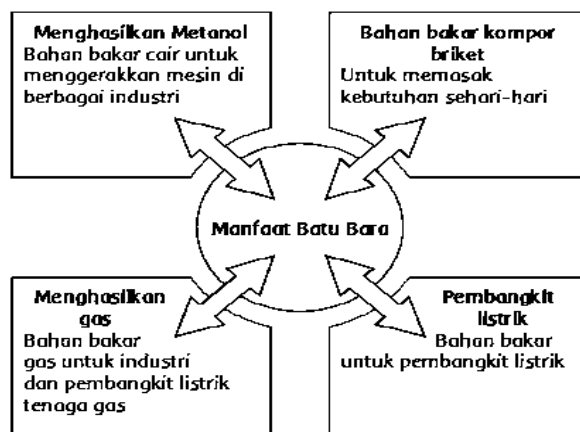 Menghasilkan Metanol
Bahan bakar cair untuk
menggerakkan mesin di
berbagai industri
Bahan bakar kompor
briket
Untuk memasak
kebutuhan sehari-hari
Manfaat Batu Bara
Menghasilkan
gas
Bahan bakar
gas untuk industri
dan pembangkit listrik
tenaga gas
Pembangkit
listrik
Bahan bakar
untuk pembangkit listrik